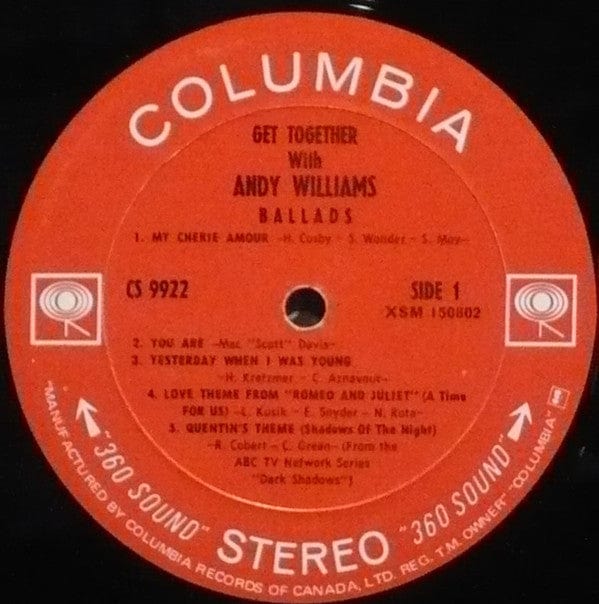 COLUMBIA
GET TOGETHER
With
ANDY WILLIAMS
BALLADS
1. MY CHERIE AMOUR -H. Cosby - S. Wonder - S. Moy-
CS 9922
SIDE 1
XSM 150802
2. YOU ARE -Mac "Scott" Davis-
3. YESTERDAY WHEN I WAS YOUNG
-H. Kretzmer - C. Aznavour-
4. LOVE THEME FROM "ROMEO AND JULIET" (A Time
FOR US) -L. Kusik - E. Snyder - N. Rota-
5. QUENTIN'S THEME (Shadows Of The Night)
-R. Cobert - C. Green- (From the
ABC TV Network Series
"Dark Shadows")
"360 SOUND" STEREO "360 SOUND"
"MANUFACTURED BY COLUMBIA RECORDS OF CANADA, LTD. REG. T.M. OWNER" "COLUMBIA"